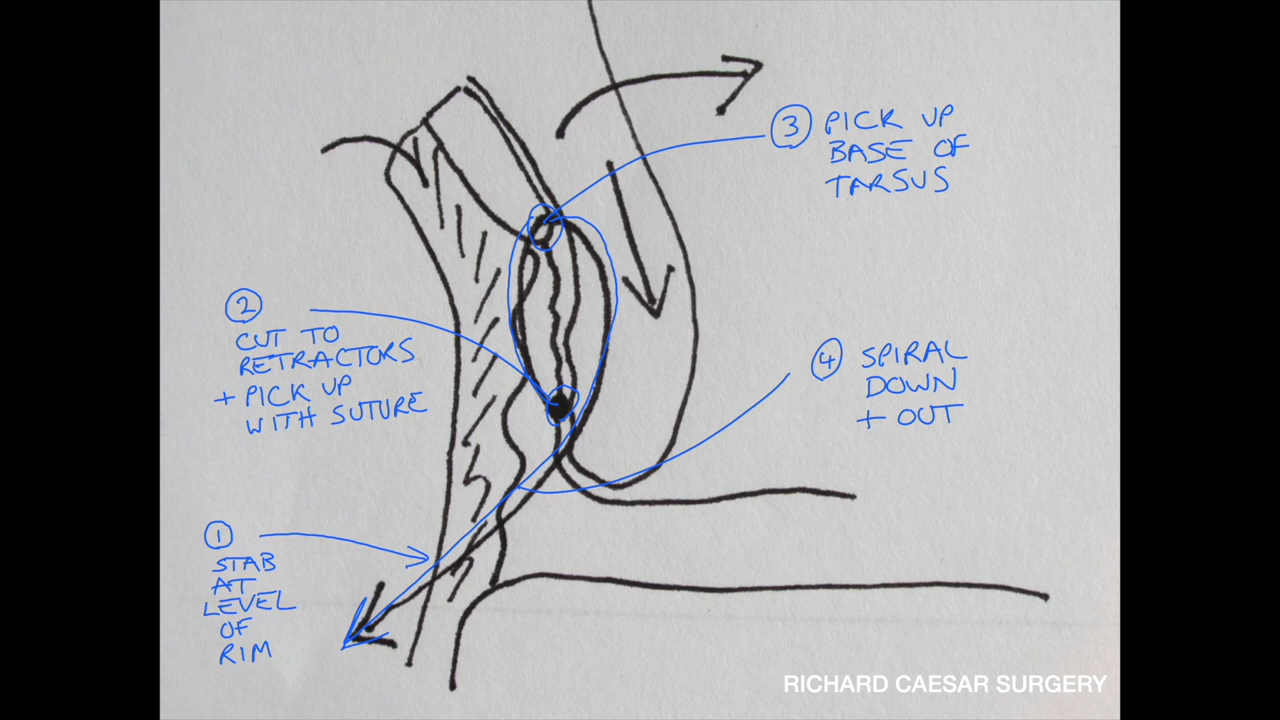 ① STAB
AT
LEVEL
OF
RIM
②
CUT TO
RETRACTORS
+ PICK UP
WITH SUTURE
③ PICK UP
BASE OF
TARSUS
④ SPIRAL
DOWN
+ OUT
RICHARD CAESAR SURGERY